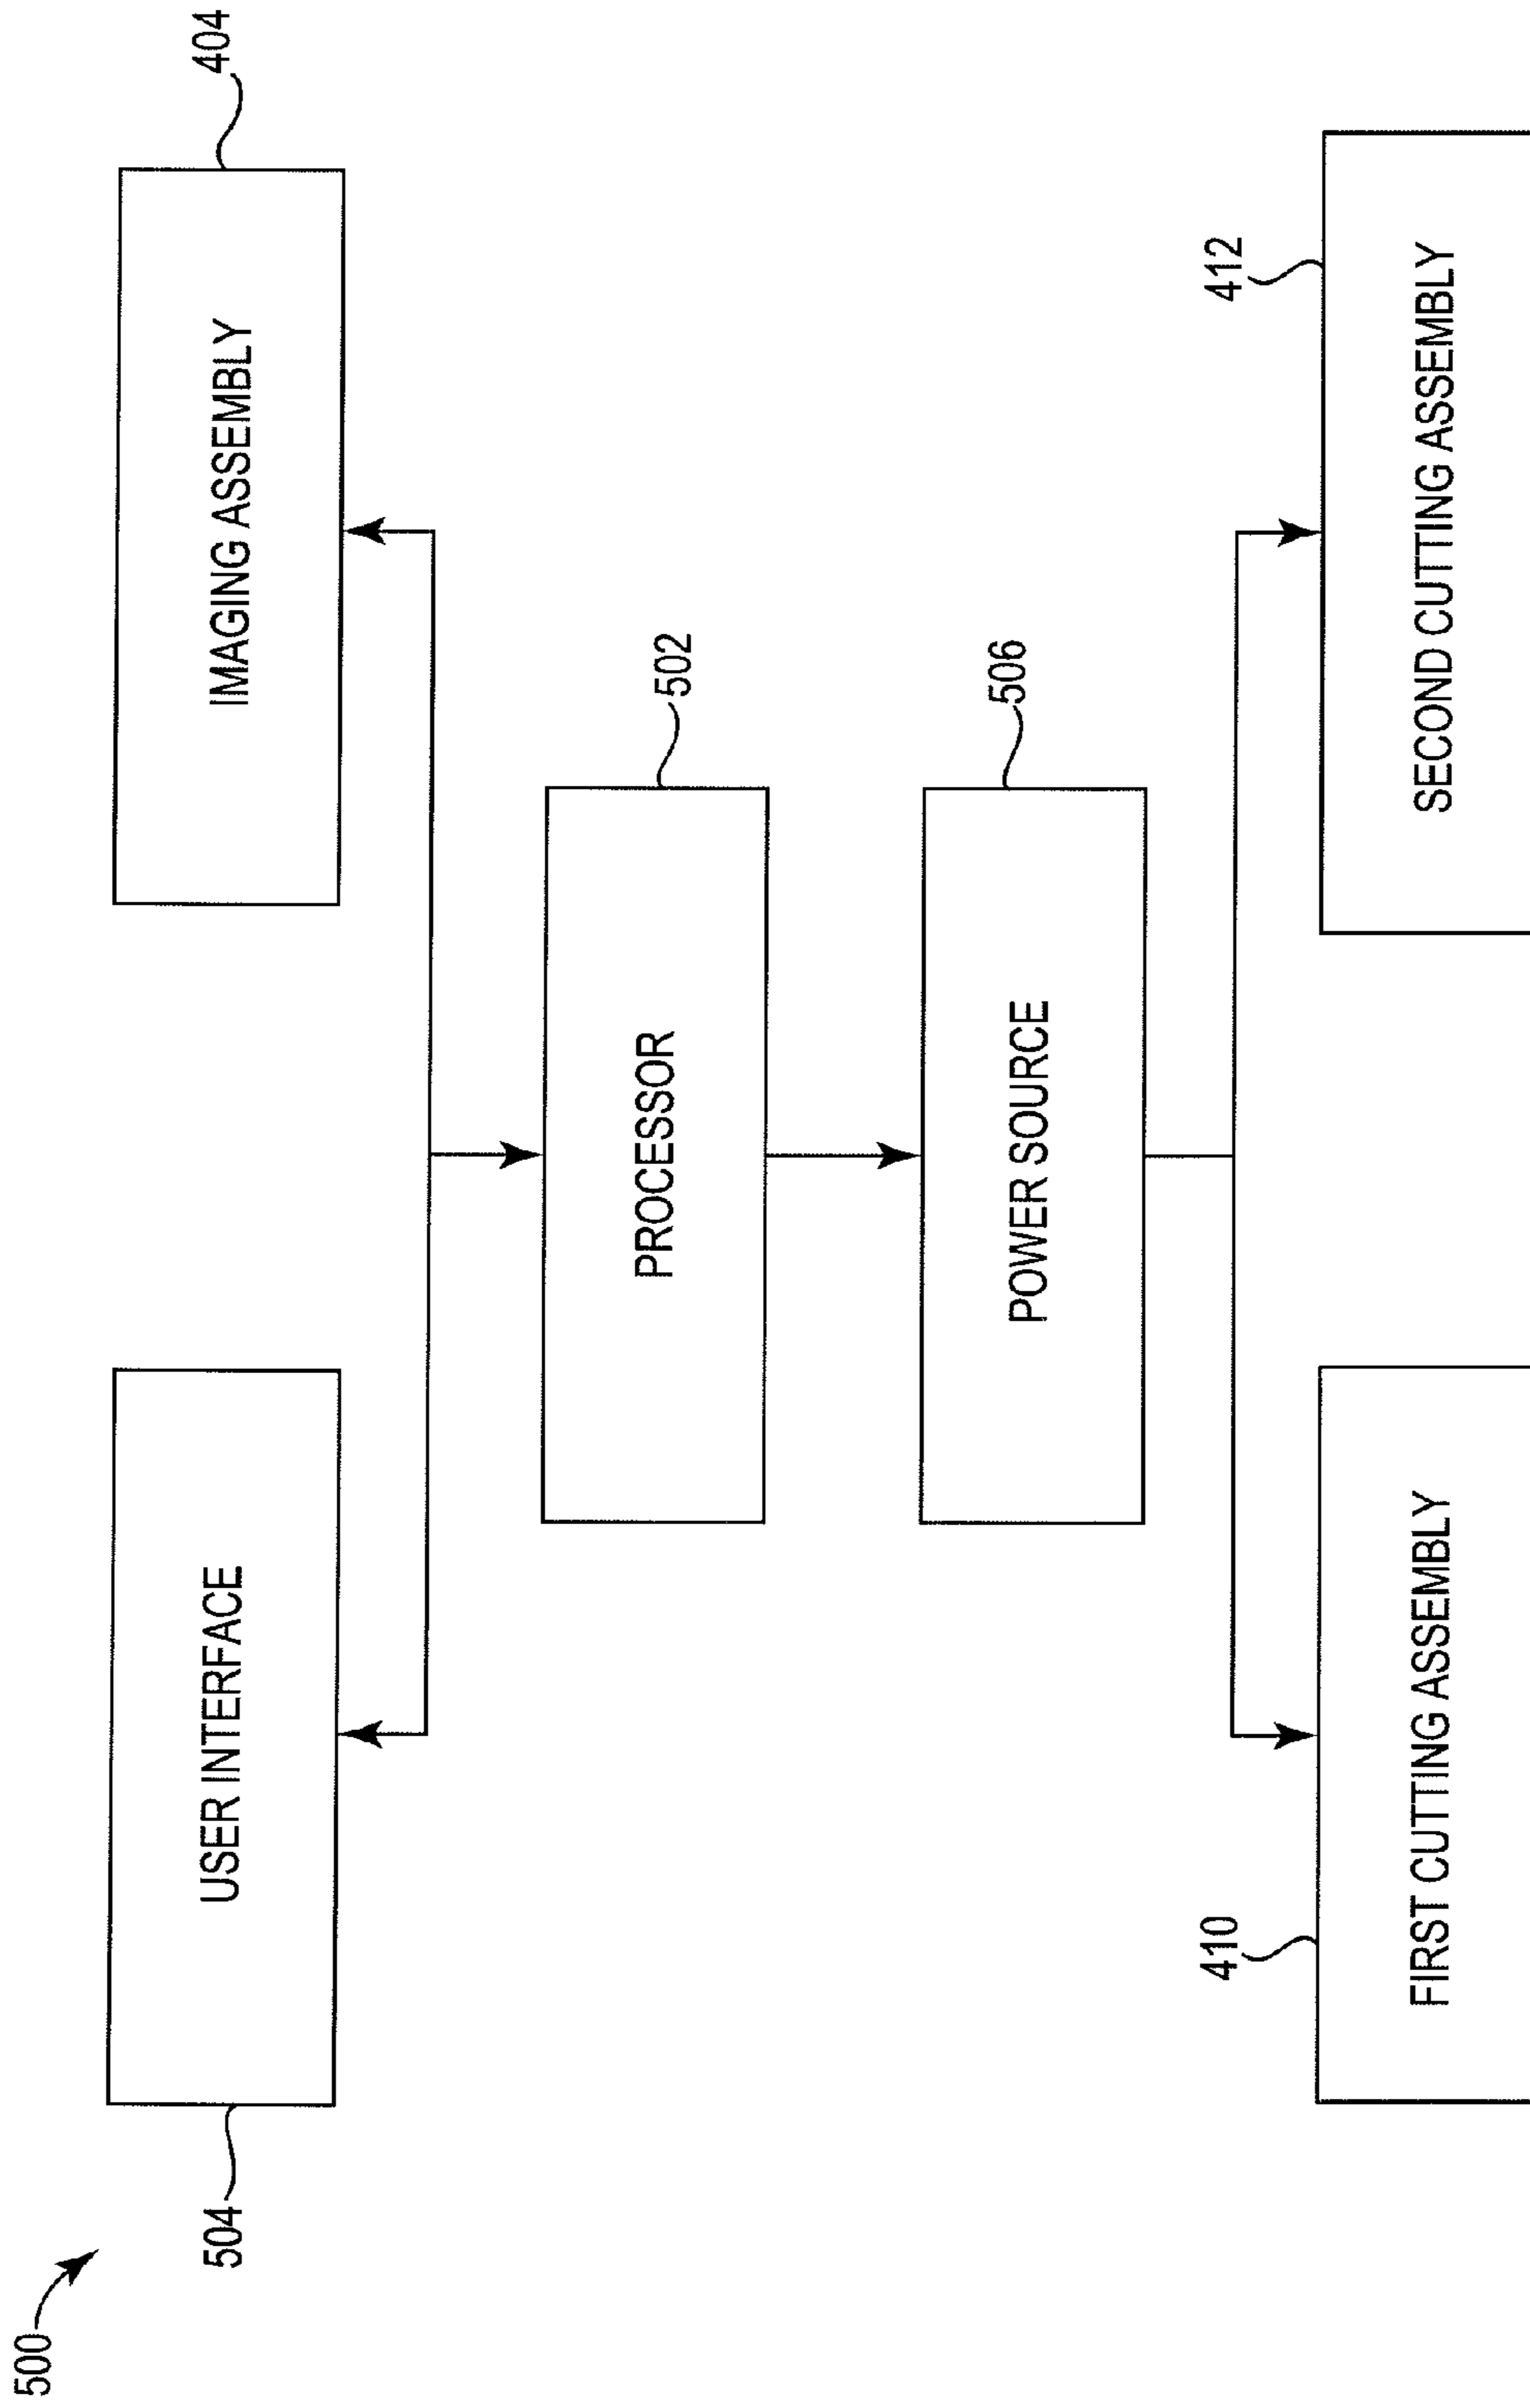 500
504
USER INTERFACE
IMAGING ASSEMBLY
404
PROCESSOR
502
POWER SOURCE
506
410
FIRST CUTTING ASSEMBLY
412
SECOND CUTTING ASSEMBLY